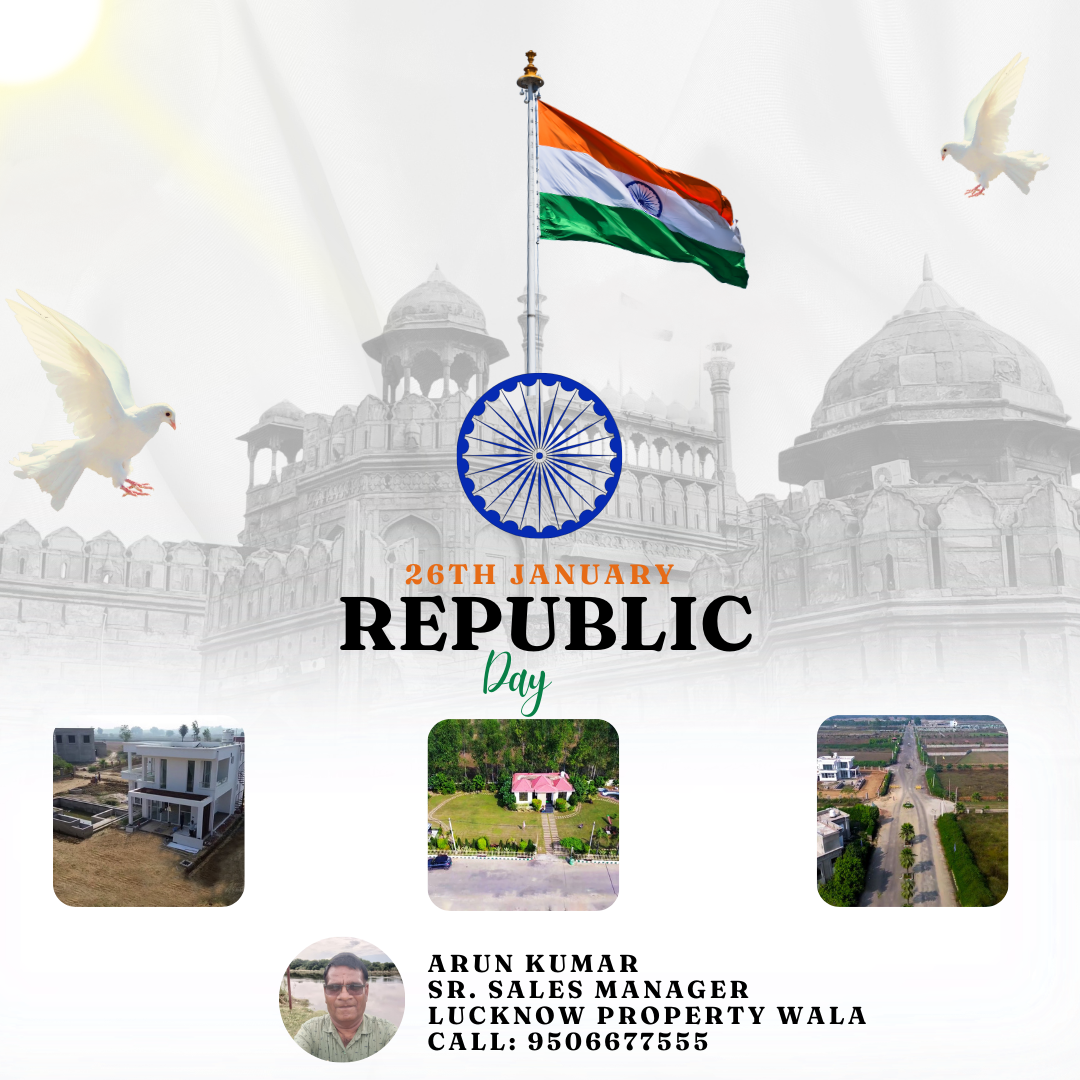 26TH JANUARY
REPUBLIC
Day
ARUN KUMAR
SR. SALES MANAGER
LUCKNOW PROPERTY WALA
CALL: 9506677555